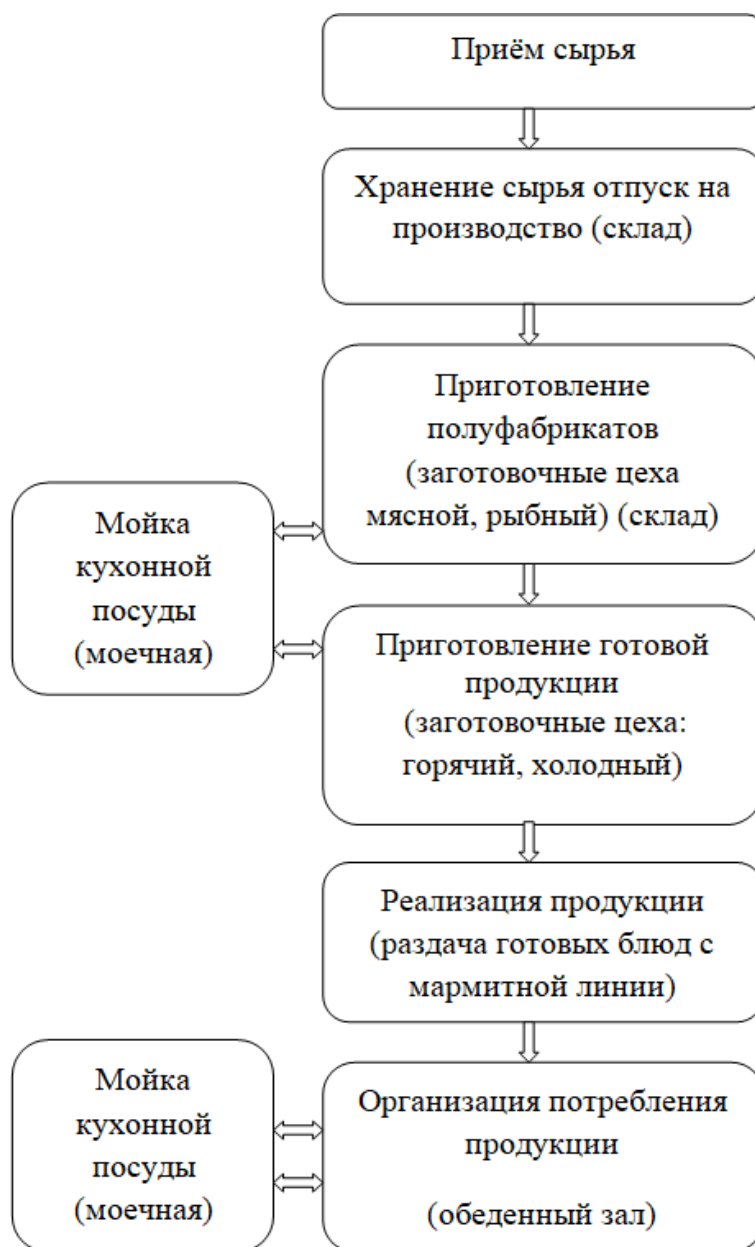 Приём сырья
Хранение сырья отпуск на
производство (склад)
Приготовление
полуфабрикатов
(заготовочные цеха
мясной, рыбный) (склад)
Мойка
кухонной
посуды
(моечная)
Приготовление готовой
продукции
(заготовочные цеха:
горячий, холодный)
Реализация продукции
(раздача готовых блюд с
мармитной линии)
Мойка
кухонной
посуды
(моечная)
Организация потребления
продукции
(обеденный зал)